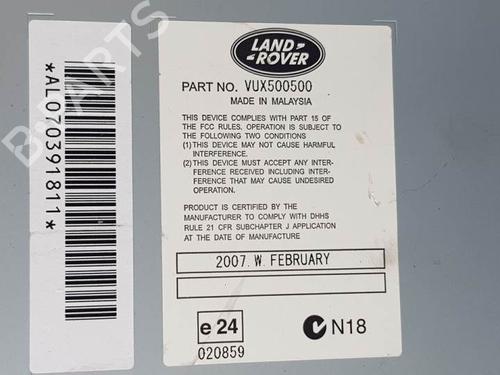 B-PARTS
*AL070391811*
LAND
ROVER
PART NO. VUX500500
MADE IN MALAYSIA
THIS DEVICE COMPLIES WITH PART 15 OF
THE FCC RULES. OPERATION IS SUBJECT TO
THE FOLLOWING TWO CONDITIONS
(1) THIS DEVICE MAY NOT CAUSE HARMFUL
INTERFERENCE.
(2) THIS DEVICE MUST ACCEPT ANY INTER-
FERENCE RECEIVED INCLUDING INTER-
FERENCE THAT MAY CAUSE UNDESIRED
OPERATION.
PRODUCT IS CERTIFIED BY THE
MANUFACTURER TO COMPLY WITH DHHS
RULE 21 CFR SUBCHAPTER J APPLICATION
AT THE DATE OF MANUFACTURE
2007. W. FEBRUARY
e 24
N18
020859